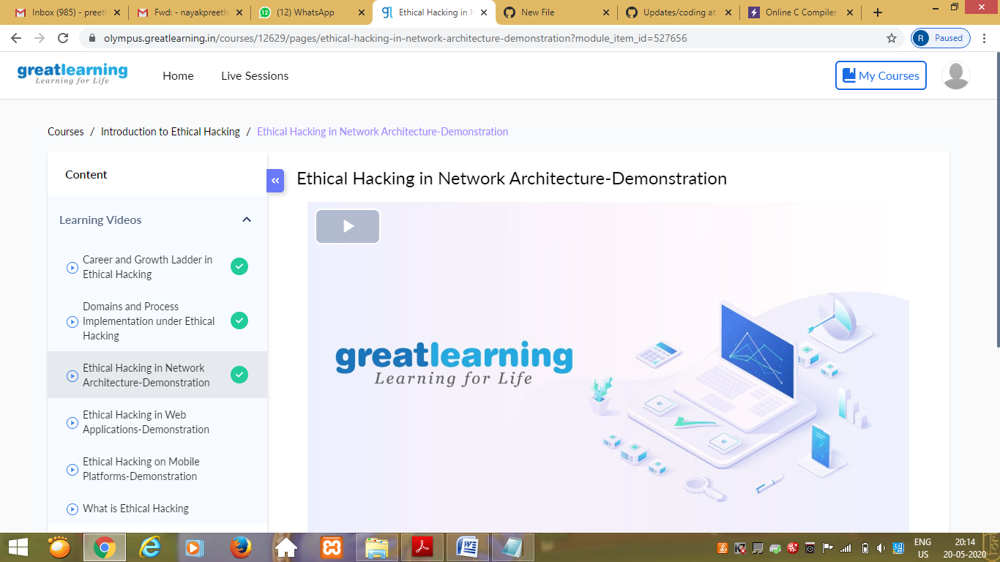 Inbox (985) - preeth
Fwd: - nayakpreethi
(12) WhatsApp
Ethical Hacking in N
New File
Updates/coding at
Online C Compiler
olympus.greatlearning.in/courses/12629/pages/ethical-hacking-in-network-architecture-demonstration?module_item_id=527656
R Paused
greatlearning
Learning for Life
Home
Live Sessions
My Courses
Courses / Introduction to Ethical Hacking / Ethical Hacking in Network Architecture-Demonstration
Content
Learning Videos
Career and Growth Ladder in
Ethical Hacking
Domains and Process
Implementation under Ethical
Hacking
Ethical Hacking in Network
Architecture-Demonstration
Ethical Hacking in Web
Applications-Demonstration
Ethical Hacking on Mobile
Platforms-Demonstration
What is Ethical Hacking
Ethical Hacking in Network Architecture-Demonstration
greatlearning
Learning for Life
ENG
US
20:14
20-05-2020